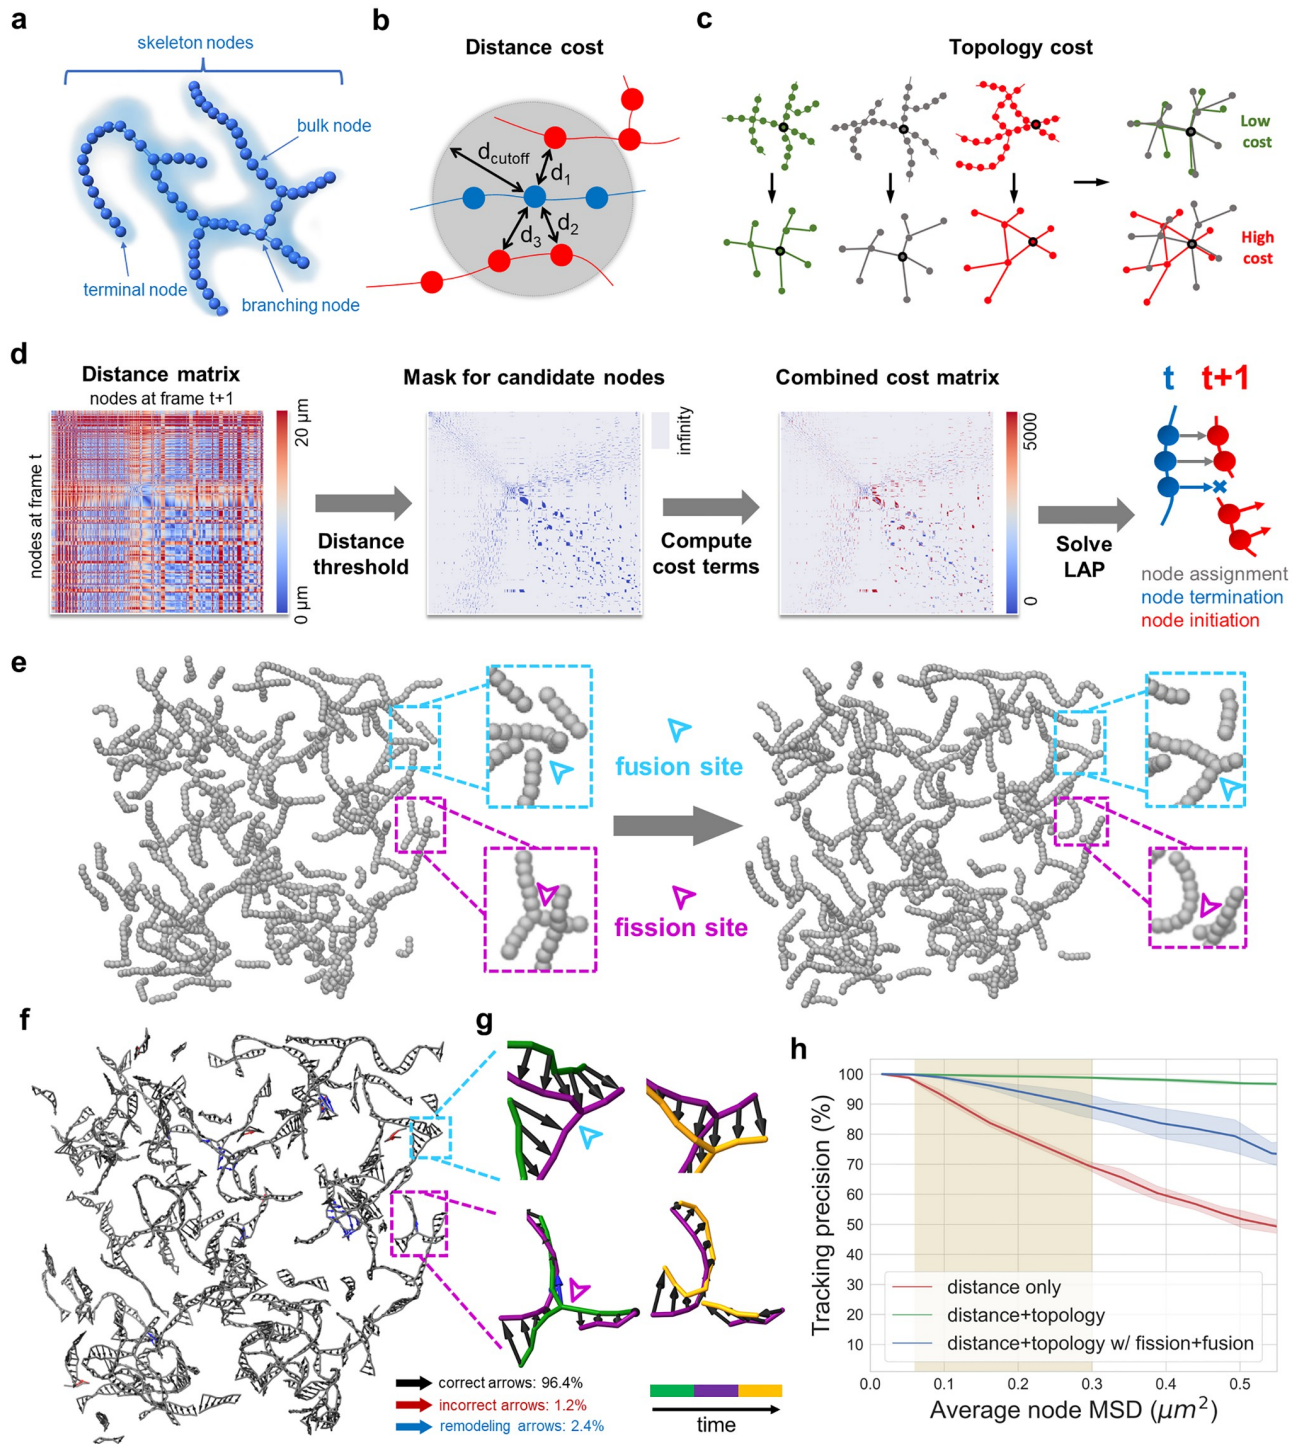 a
skeleton nodes
bulk node
terminal node
branching node
b
Distance cost
dcutoff
d1
d2
d3
c
Topology cost
Low
cost
High
cost
d
Distance matrix
nodes at frame t+1
nodes at frame t
20 µm
0 µm
Distance
threshold
Mask for candidate nodes
infinity
Compute
cost terms
Combined cost matrix
5000
0
Solve
LAP
t t+1
node assignment
node termination
node initiation
e
fusion site
fission site
f
correct arrows: 96.4%
incorrect arrows: 1.2%
remodeling arrows: 2.4%
g
time
h
Tracking precision (%)
100
90
80
70
60
50
40
30
20
10
distance only
distance+topology
distance+topology w/ fission+fusion
0.0 0.1 0.2 0.3 0.4 0.5
Average node MSD (µm²)